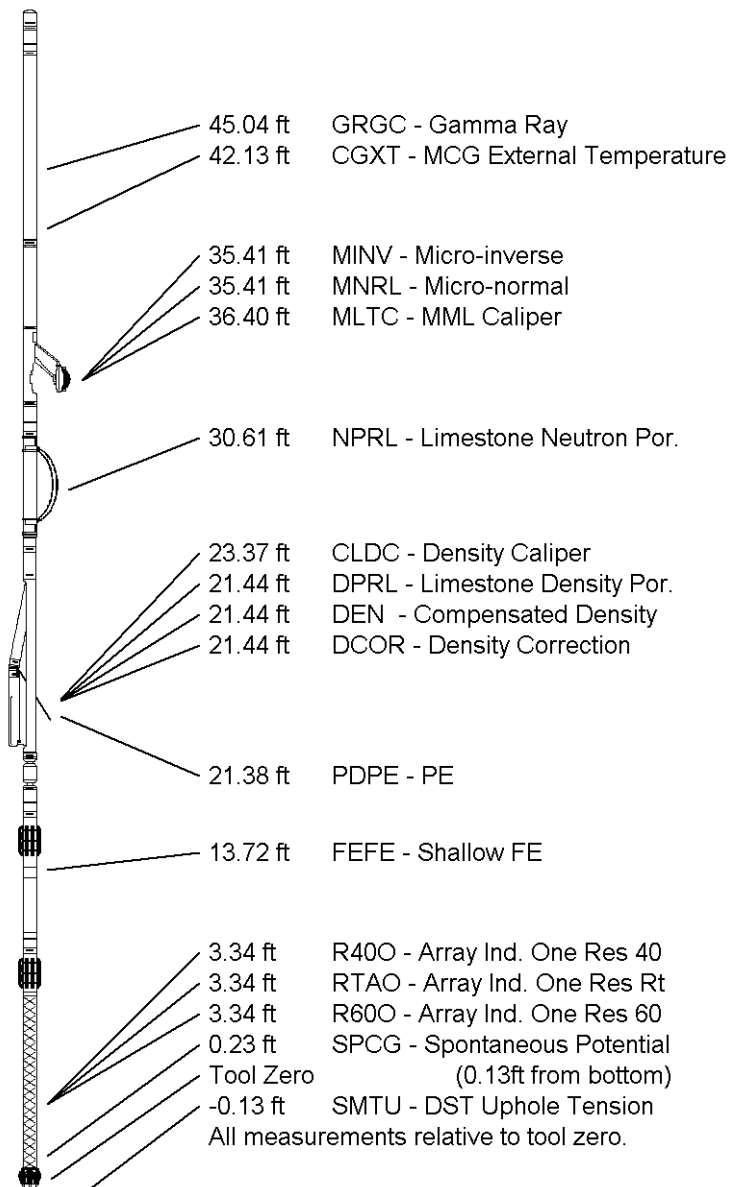 45.04 ft GRGC - Gamma Ray
42.13 ft CGXT - MCG External Temperature
35.41 ft MINV - Micro-inverse
35.41 ft MNRL - Micro-normal
36.40 ft MLTC - MML Caliper
30.61 ft NPRL - Limestone Neutron Por.
23.37 ft CLDC - Density Caliper
21.44 ft DPRL - Limestone Density Por.
21.44 ft DEN - Compensated Density
21.44 ft DCOR - Density Correction
21.38 ft PDPE - PE
13.72 ft FEFE - Shallow FE
3.34 ft R40O - Array Ind. One Res 40
3.34 ft RTAO - Array Ind. One Res Rt
3.34 ft R60O - Array Ind. One Res 60
0.23 ft SPCG - Spontaneous Potential
Tool Zero (0.13ft from bottom)
-0.13 ft SMTU - DST Uphole Tension
All measurements relative to tool zero.